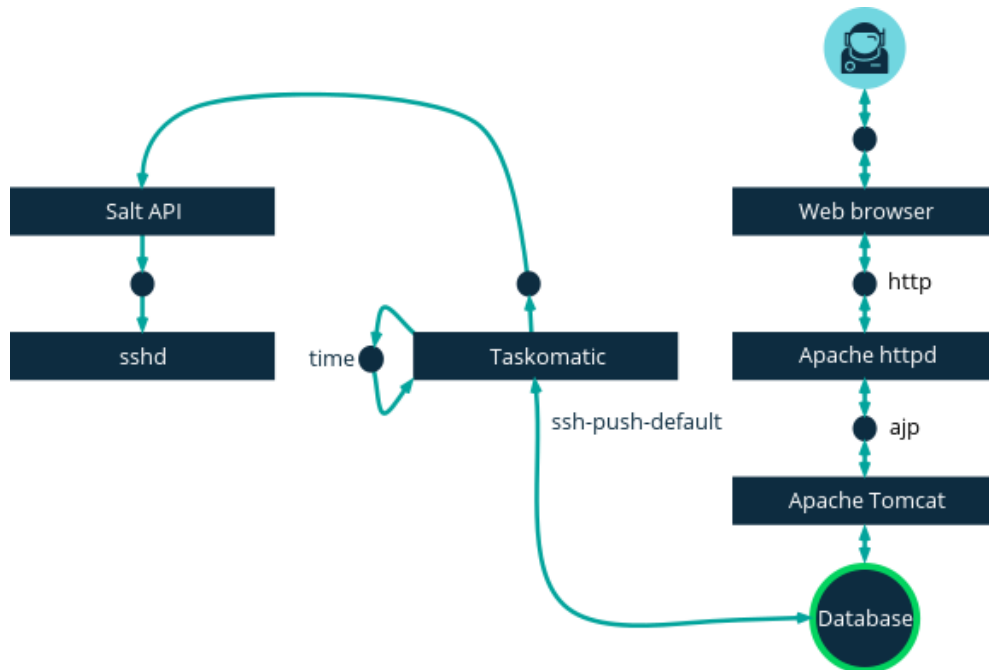 Salt API
Web browser
http
sshd
time
Taskomatic
Apache httpd
ssh-push-default
ajp
Apache Tomcat
Database